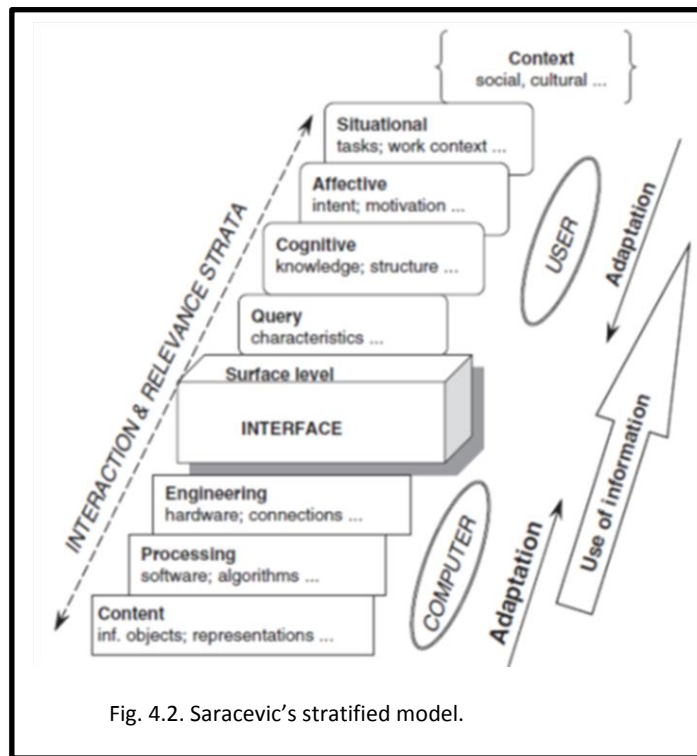 Context
social, cultural ...
Situational
tasks; work context ...
Affective
intent; motivation ...
Cognitive
knowledge; structure ...
Query
characteristics ...
Surface level
INTERFACE
Engineering
hardware; connections ...
Processing
software; algorithms ...
Content
inf. objects; representations ...
INTERACTION & RELEVANCE STRATA
USER
Adaptation
COMPUTER
Adaptation
Use of information
Fig. 4.2. Saracevic’s stratified model.